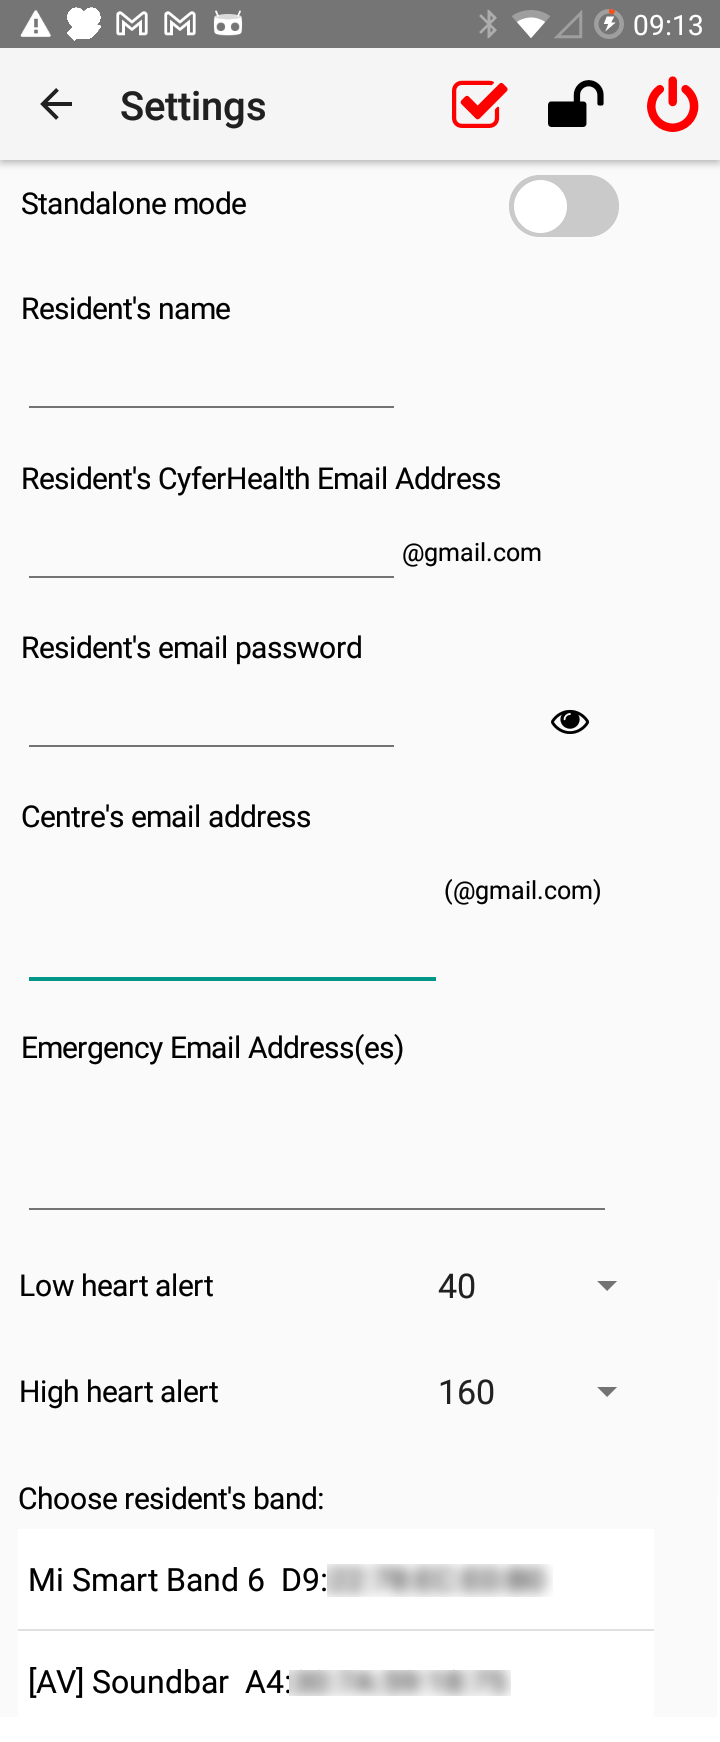 09:13
Settings
Standalone mode
Resident's name
Resident's CyferHealth Email Address
@gmail.com
Resident's email password
Centre's email address
(@gmail.com)
Emergency Email Address(es)
Low heart alert 40
High heart alert 160
Choose resident's band:
Mi Smart Band 6 D9:
[AV] Soundbar A4: